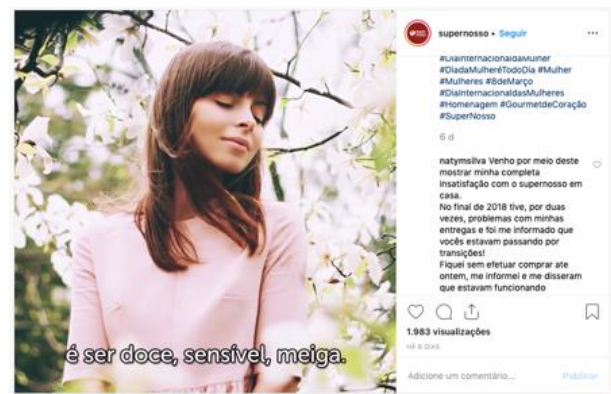 é ser doce, sensível, meiga.
supernosso • Seguir
#DiaInternacionaldaMulher
#DiadaMulheréTodoDia #Mulher
#Mulheres #8deMarço
#DiaInternacionaldasMulheres
#Homenagem #GourmetdeCoração
#SuperNosso
6 d
natymsilva Venho por meio deste
mostrar minha completa
insatisfação com o supernosso em
casa.
No final de 2018 tive, por duas
vezes, problemas com minhas
entregas e foi me informado que
vocês estavam passando por
transições!
Fiquei sem efetuar comprar ate
ontem, me informei e me disseram
que estavam funcionando
1.983 visualizações
HÁ 6 DIAS
Adicione um comentário...
Publicar